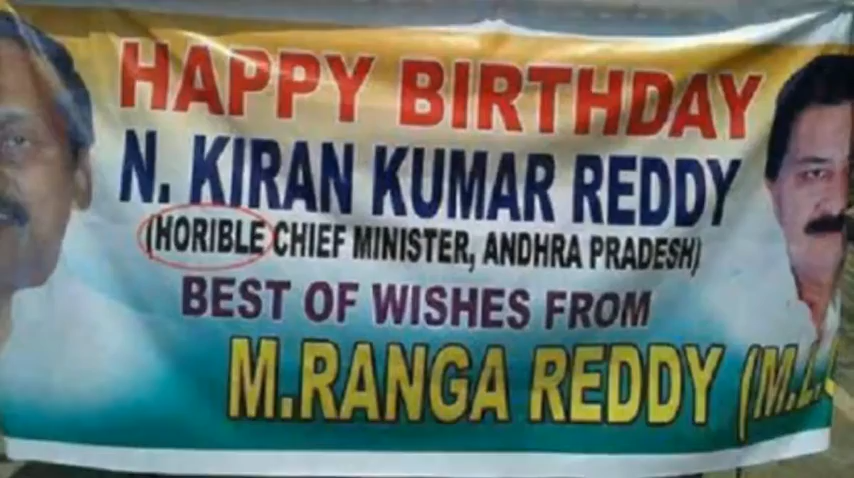 HAPPY BIRTHDAY
N. KIRAN KUMAR REDDY
(HORIBLE CHIEF MINISTER, ANDHRA PRADESH)
BEST OF WISHES FROM
M.RANGA REDDY (M.L.